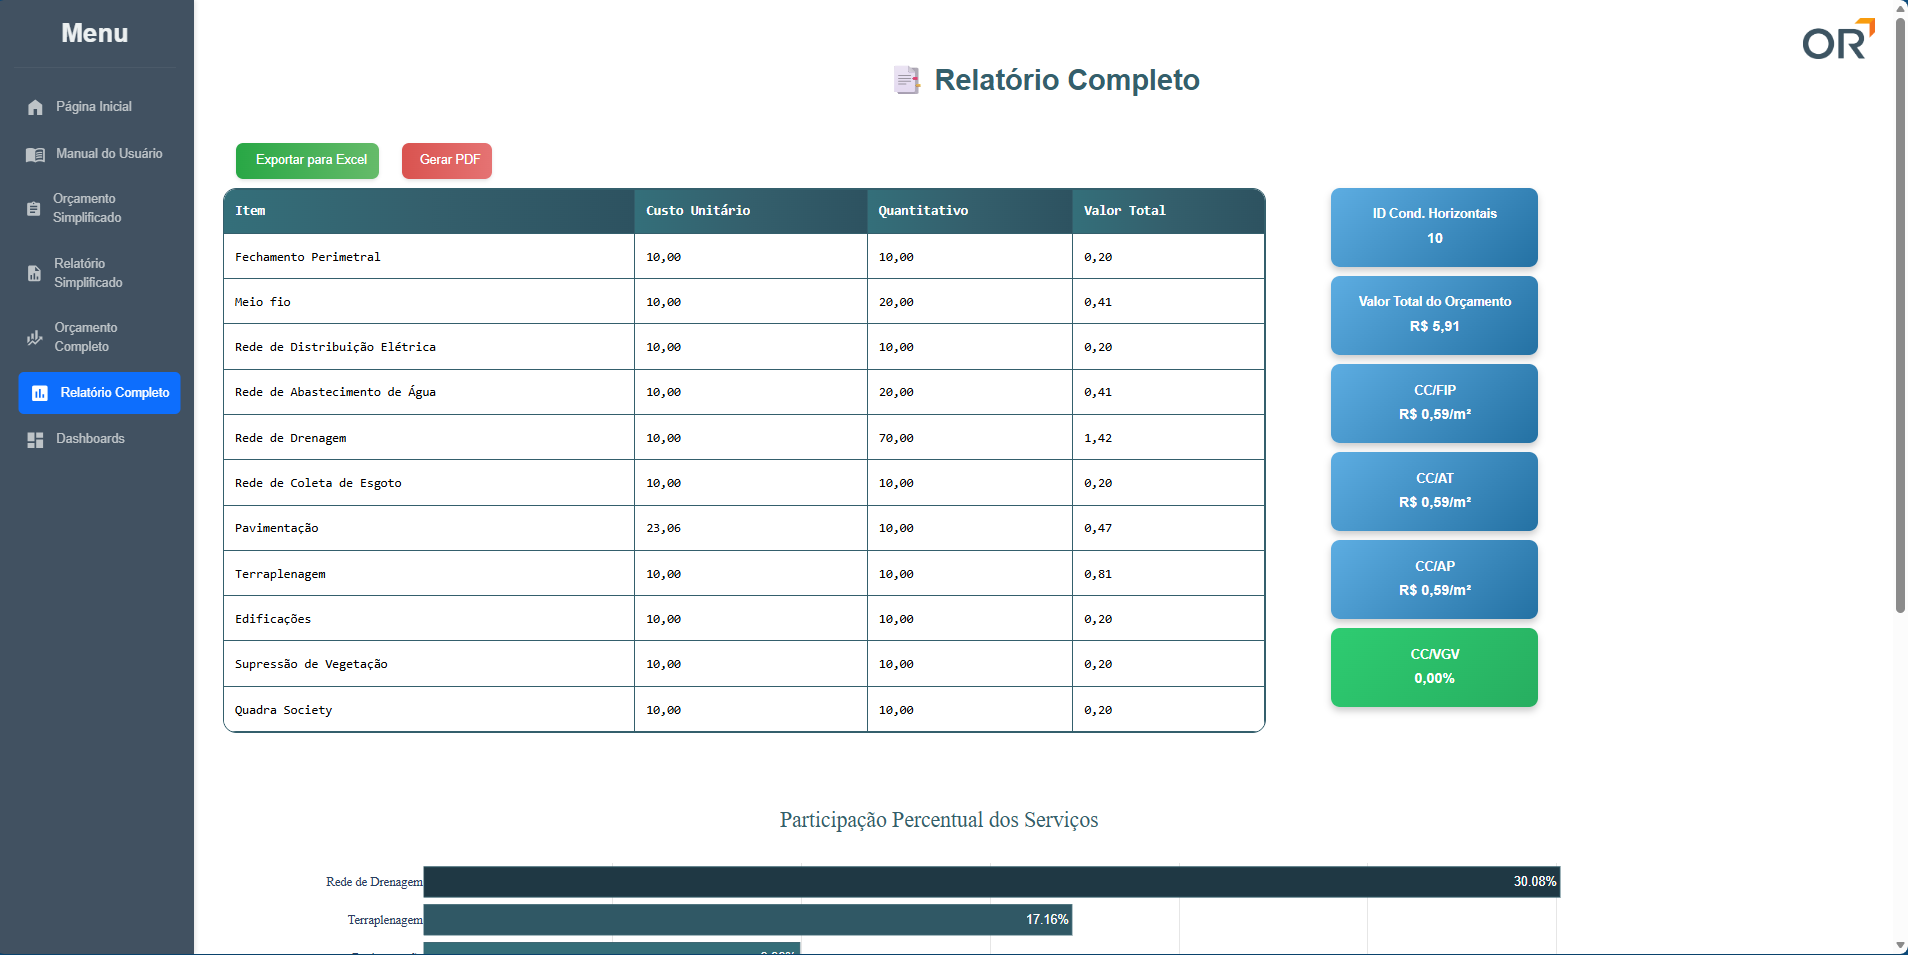 Menu
Página Inicial
Manual do Usuário
Orçamento
Simplificado
Relatório
Simplificado
Orçamento
Completo
Relatório Completo
Dashboards
OR
Relatório Completo
Exportar para Excel
Gerar PDF
Item Custo Unitário Quantitativo Valor Total
Fechamento Perimetral 10,00 10,00 0,20
Meio fio 10,00 20,00 0,41
Rede de Distribuição Elétrica 10,00 10,00 0,20
Rede de Abastecimento de Água 10,00 20,00 0,41
Rede de Drenagem 10,00 70,00 1,42
Rede de Coleta de Esgoto 10,00 10,00 0,20
Pavimentação 23,06 10,00 0,47
Terraplenagem 10,00 10,00 0,81
Edificações 10,00 10,00 0,20
Supressão de Vegetação 10,00 10,00 0,20
Quadra Society 10,00 10,00 0,20
ID Cond. Horizontais
10
Valor Total do Orçamento
R$ 5,91
CC/FIP
R$ 0,59/m²
CC/AT
R$ 0,59/m²
CC/AP
R$ 0,59/m²
CC/VGV
0,00%
Participação Percentual dos Serviços
Rede de Drenagem 30.08%
Terraplenagem 17.16%